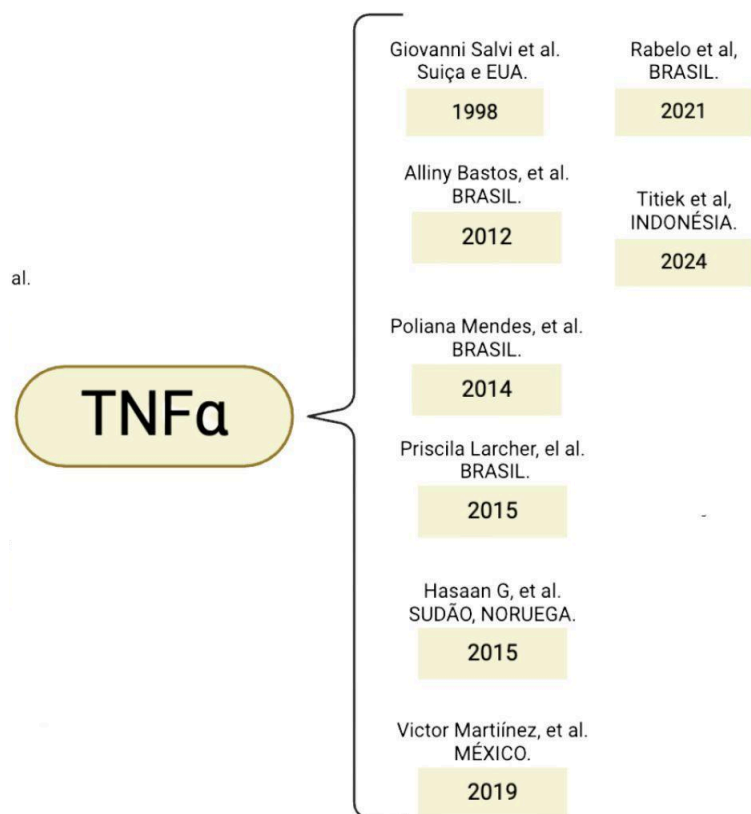 al.
TNFα
Giovanni Salvi et al.
Suiça e EUA.
1998
Alliny Bastos, et al.
BRASIL.
2012
Poliana Mendes, et al.
BRASIL.
2014
Priscila Larcher, el al.
BRASIL.
2015
Hasaan G, et al.
SUDÃO, NORUEGA.
2015
Victor Martiínez, et al.
MÉXICO.
2019
Rabelo et al,
BRASIL.
2021
Titiek et al,
INDONÉSIA.
2024
-